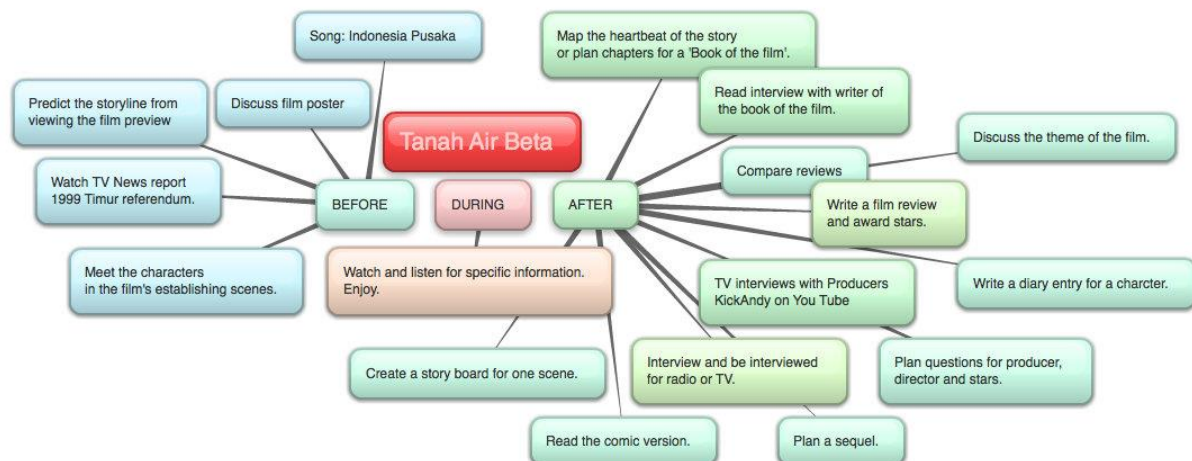 Song: Indonesia Pusaka
Map the heartbeat of the story
or plan chapters for a 'Book of the film'.
Predict the storyline from
viewing the film preview
Discuss film poster
Read interview with writer of
the book of the film.
Tanah Air Beta
Discuss the theme of the film.
Compare reviews
Watch TV News report
1999 Timur referendum.
BEFORE
DURING
AFTER
Write a film review
and award stars.
Meet the characters
in the film's establishing scenes.
Watch and listen for specific information.
Enjoy.
TV interviews with Producers
KickAndy on You Tube
Write a diary entry for a charcter.
Create a story board for one scene.
Interview and be interviewed
for radio or TV.
Plan questions for producer,
director and stars.
Read the comic version.
Plan a sequel.